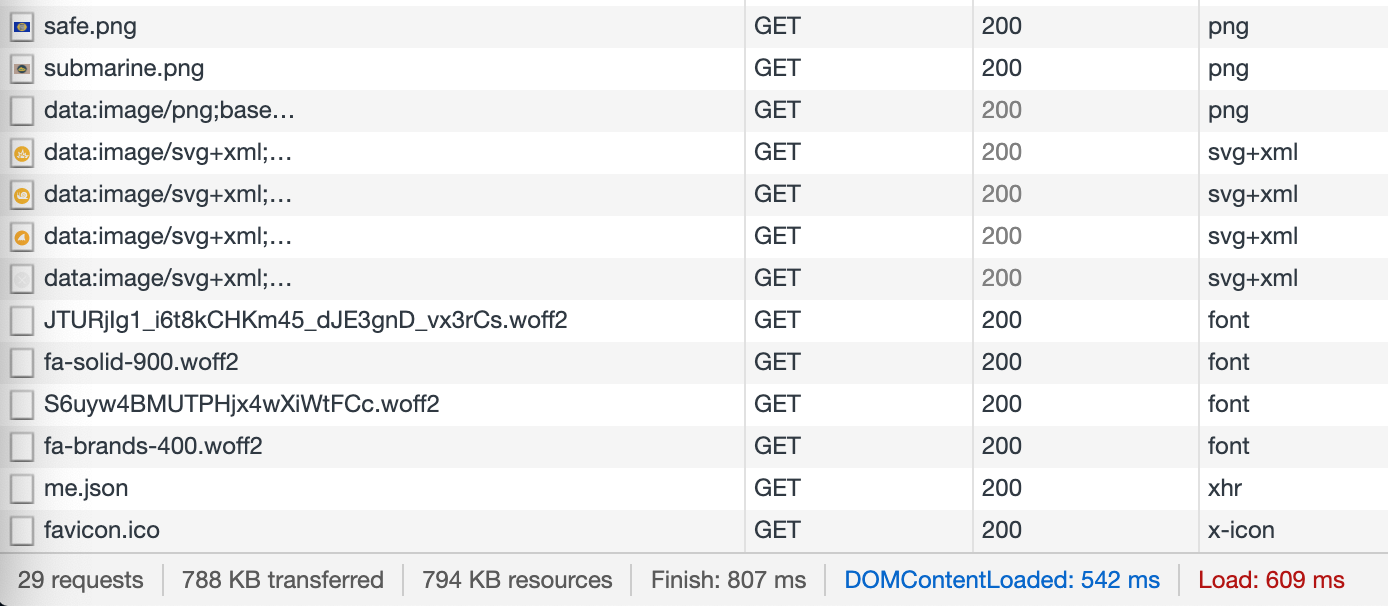 safe.png GET 200 png
submarine.png GET 200 png
data:image/png;base… GET 200 png
data:image/svg+xml;… GET 200 svg+xml
data:image/svg+xml;… GET 200 svg+xml
data:image/svg+xml;… GET 200 svg+xml
data:image/svg+xml;… GET 200 svg+xml
JTURjIg1_i6t8kCHKm45_dJE3gnD_vx3rCs.woff2 GET 200 font
fa-solid-900.woff2 GET 200 font
S6uyw4BMUTPHjx4wXiWtFCc.woff2 GET 200 font
fa-brands-400.woff2 GET 200 font
me.json GET 200 xhr
favicon.ico GET 200 x-icon
29 requests 788 KB transferred 794 KB resources Finish: 807 ms DOMContentLoaded: 542 ms Load: 609 ms